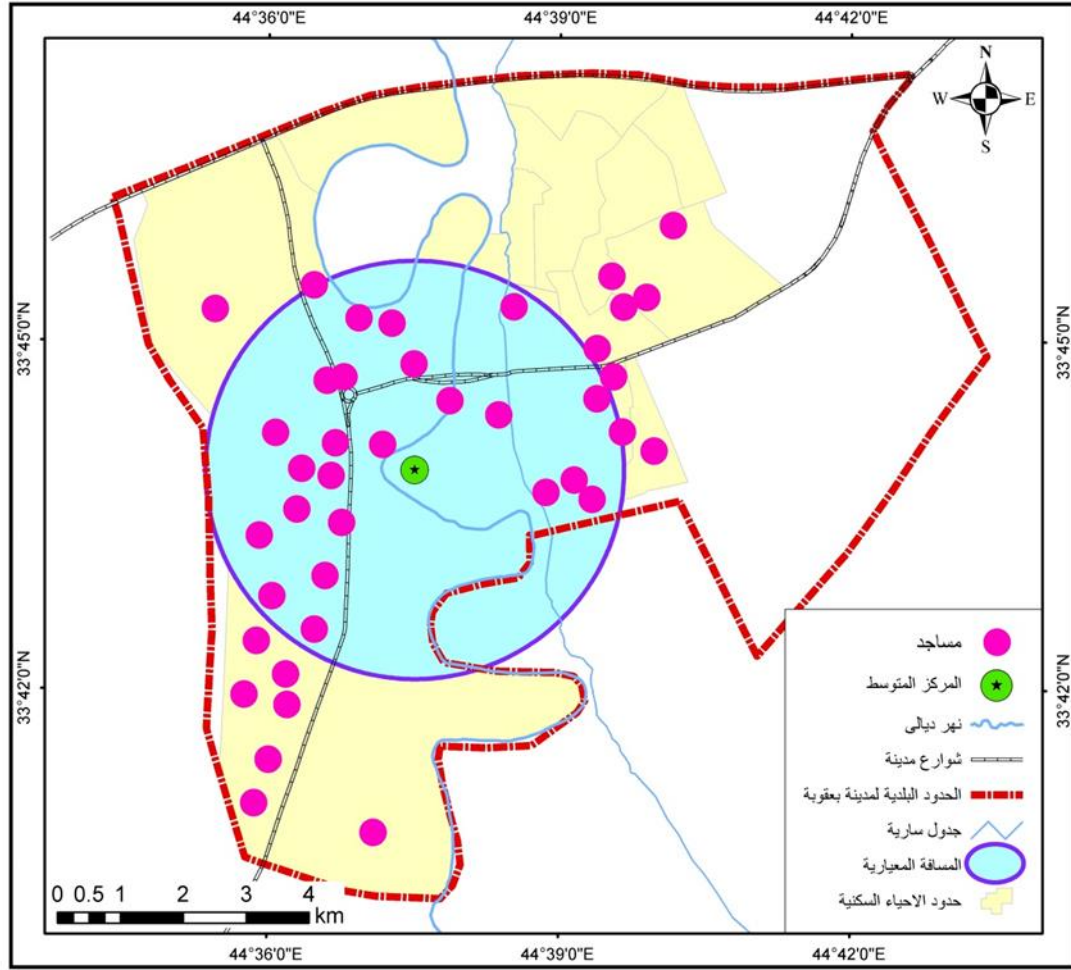 44°36'0"E 44°39'0"E 44°42'0"E
N
W E
S
33°45'0"N 33°45'0"N
33°42'0"N 33°42'0"N
مساجد
المركز المتوسط
نهر ديالى
شوارع مدينة
الحدود البلدية لمدينة بعقوبة
جدول سارية
المسافة المعيارية
حدود الاحياء السكنية
0 0.5 1 2 3 4
km
44°36'0"E 44°39'0"E 44°42'0"E